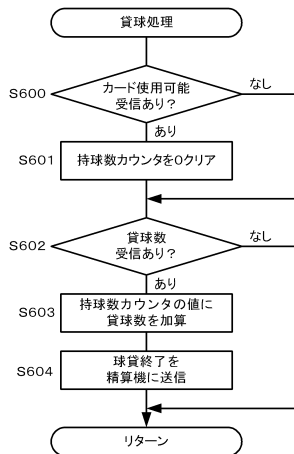 貸球処理
S600
カード使用可能
受信あり?
なし
あり
S601
持球数カウンタを0クリア
S602
貸球数
受信あり?
なし
あり
S603
持球数カウンタの値に
貸球数を加算
S604
球貸終了を
精算機に送信
リターン